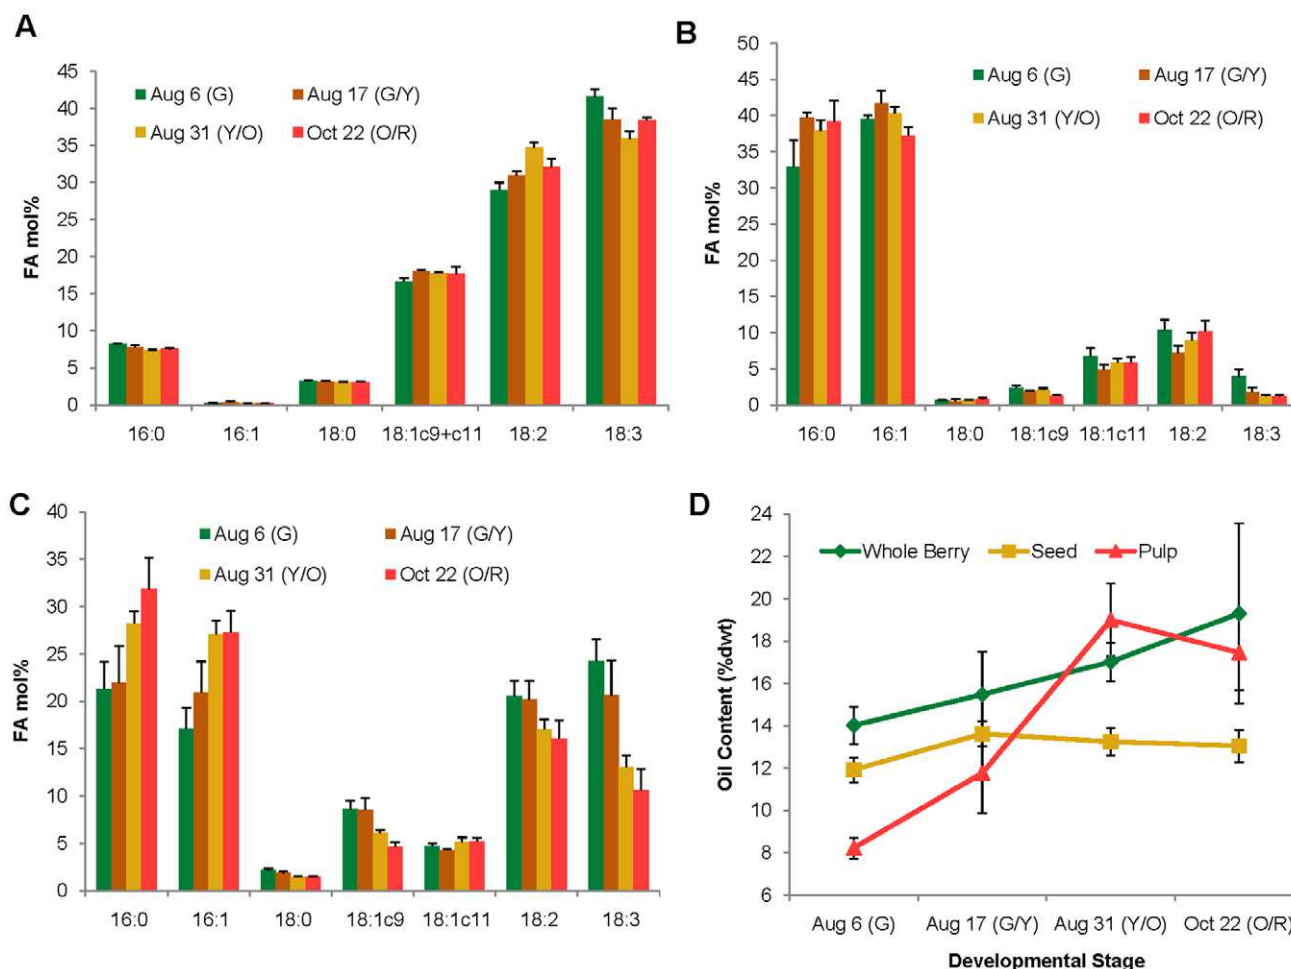 A
FA mol%
45
40
35
30
25
20
15
10
5
0
Aug 6 (G)
Aug 17 (G/Y)
Aug 31 (Y/O)
Oct 22 (O/R)
16:0 16:1 18:0 18:1c9+c11 18:2 18:3
B
FA mol%
50
45
40
35
30
25
20
15
10
5
0
Aug 6 (G)
Aug 17 (G/Y)
Aug 31 (Y/O)
Oct 22 (O/R)
16:0 16:1 18:0 18:1c9 18:1c11 18:2 18:3
C
FA mol%
40
35
30
25
20
15
10
5
0
Aug 6 (G)
Aug 17 (G/Y)
Aug 31 (Y/O)
Oct 22 (O/R)
16:0 16:1 18:0 18:1c9 18:1c11 18:2 18:3
D
Oil Content (%dwt)
24
22
20
18
16
14
12
10
8
6
Whole Berry Seed Pulp
Aug 6 (G) Aug 17 (G/Y) Aug 31 (Y/O) Oct 22 (O/R)
Developmental Stage